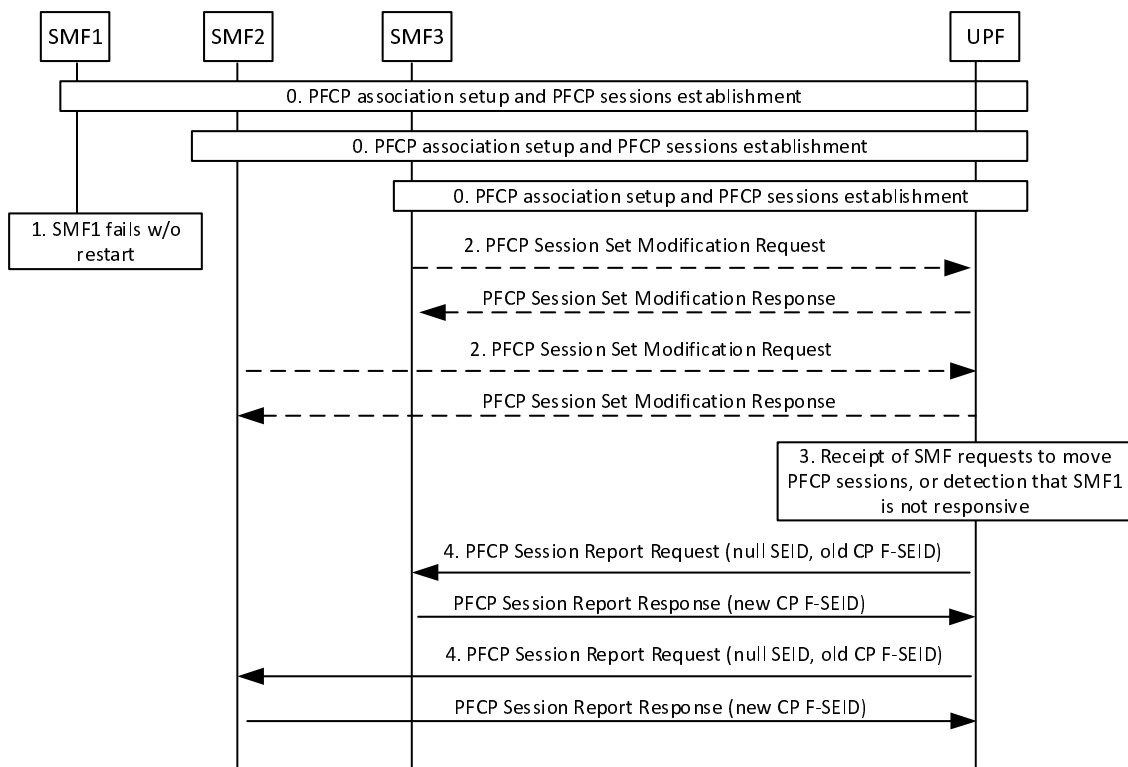 SMF1
SMF2
SMF3
UPF
0. PFCP association setup and PFCP sessions establishment
0. PFCP association setup and PFCP sessions establishment
0. PFCP association setup and PFCP sessions establishment
1. SMF1 fails w/o
restart
2. PFCP Session Set Modification Request
PFCP Session Set Modification Response
2. PFCP Session Set Modification Request
PFCP Session Set Modification Response
3. Receipt of SMF requests to move
PFCP sessions, or detection that SMF1
is not responsive
4. PFCP Session Report Request (null SEID, old CP F-SEID)
PFCP Session Report Response (new CP F-SEID)
4. PFCP Session Report Request (null SEID, old CP F-SEID)
PFCP Session Report Response (new CP F-SEID)